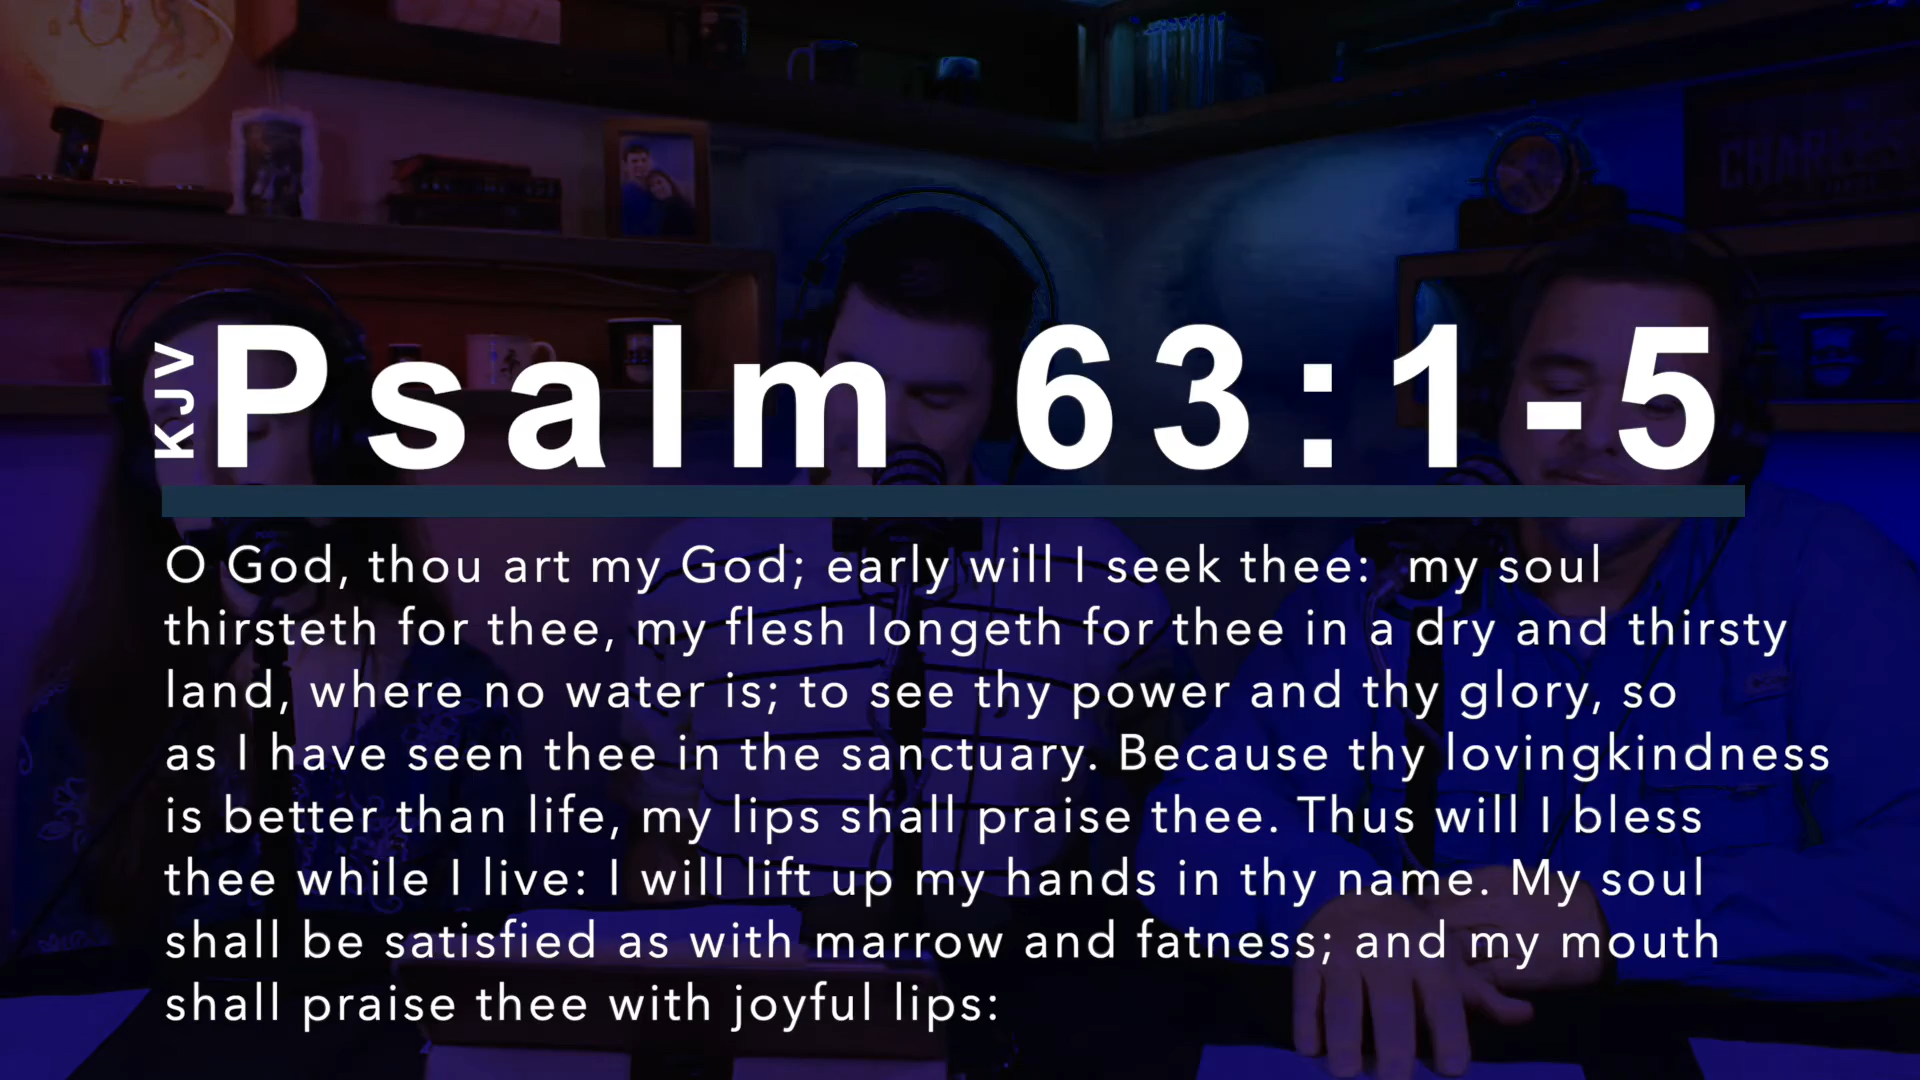 KJV
Psalm 63:1-5
O God, thou art my God; early will I seek thee:  my soul
thirsteth for thee, my flesh longeth for thee in a dry and thirsty
land, where no water is; to see thy power and thy glory, so
as I have seen thee in the sanctuary. Because thy lovingkindness
is better than life, my lips shall praise thee. Thus will I bless
thee while I live: I will lift up my hands in thy name. My soul
shall be satisfied as with marrow and fatness; and my mouth
shall praise thee with joyful lips: